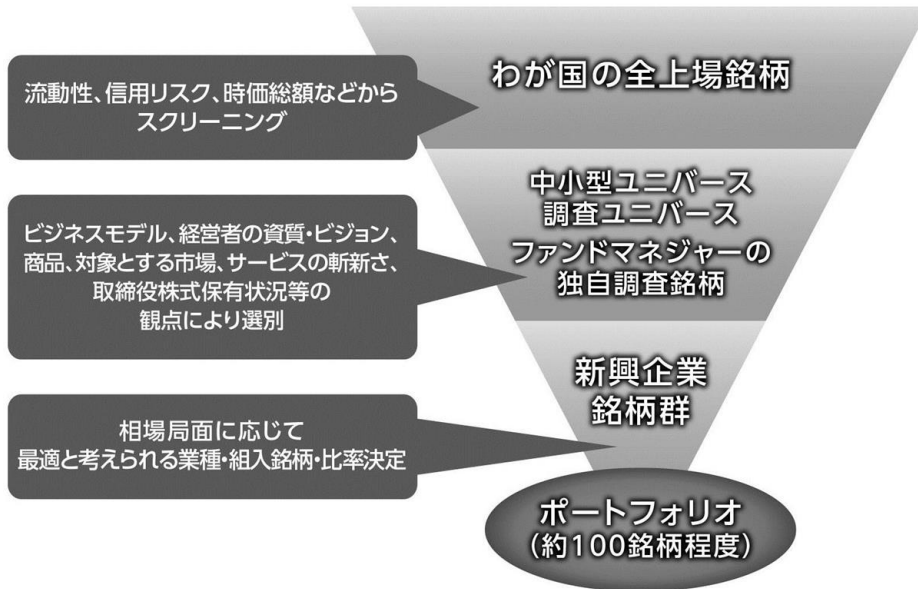 わが国の全上場銘柄
流動性、信用リスク、時価総額などから
スクリーニング
中小型ユニバース
調査ユニバース
ファンドマネジャーの
独自調査銘柄
ビジネスモデル、経営者の資質・ビジョン、
商品、対象とする市場、サービスの斬新さ、
取締役株式保有状況等の
観点により選別
新興企業
銘柄群
相場局面に応じて
最適と考えられる業種・組入銘柄・比率決定
ポートフォリオ
(約100銘柄程度)